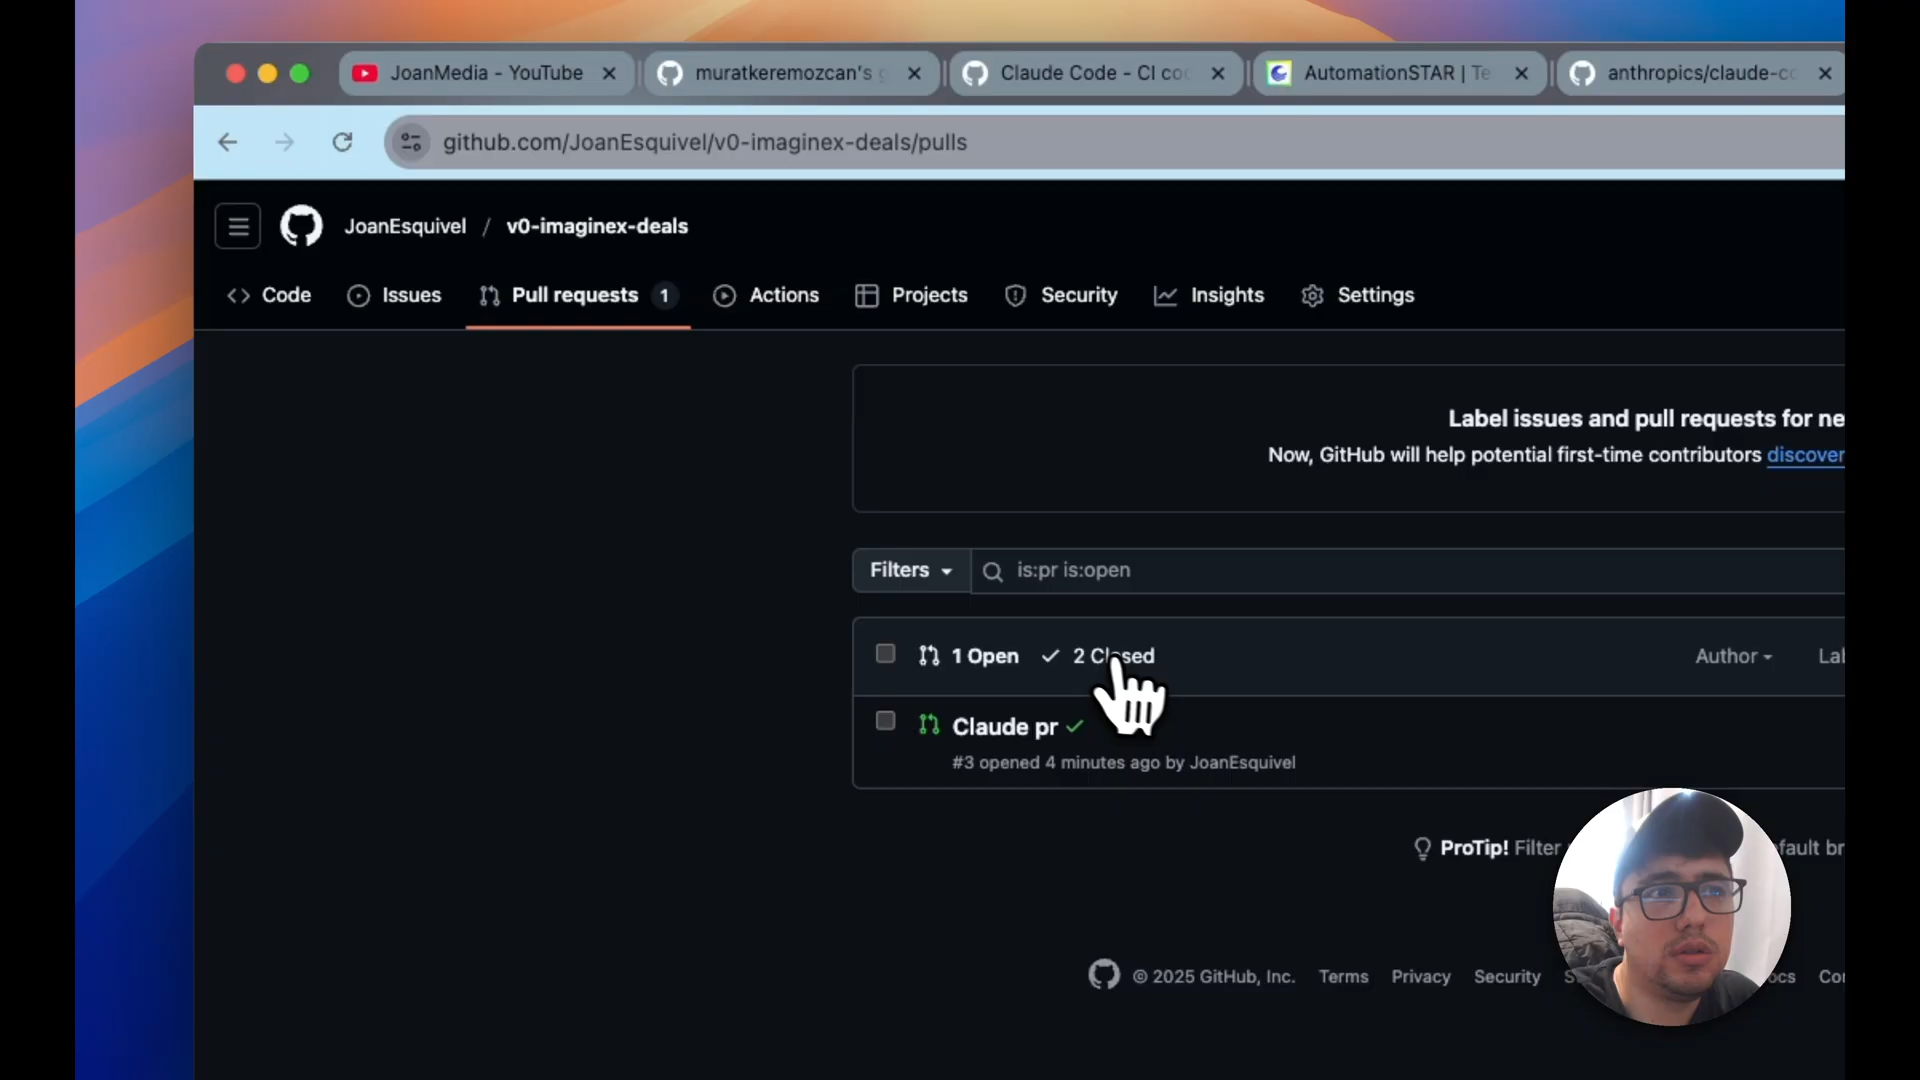 JoanMedia - YouTube
muratkeremozcan's g
Claude Code - CI co
AutomationSTAR | Te
anthropics/claude-co
github.com/JoanEsquivel/v0-imaginex-deals/pulls
JoanEsquivel / v0-imaginex-deals
Code Issues Pull requests 1 Actions Projects Security Insights Settings
Label issues and pull requests for ne
Now, GitHub will help potential first-time contributors discover
Filters is:pr is:open
1 Open 2 Closed Author Lab
Claude pr
#3 opened 4 minutes ago by JoanEsquivel
ProTip! Filter fault br
© 2025 GitHub, Inc. Terms Privacy Security S ocs Con